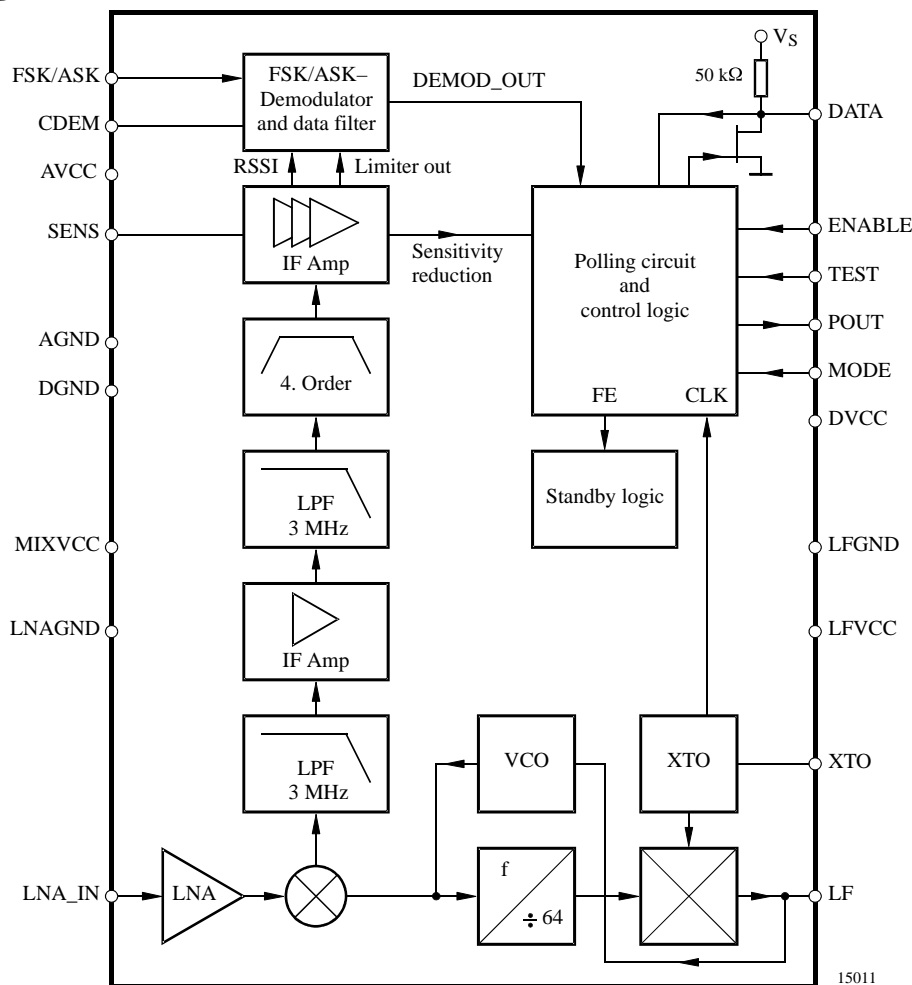 VS
50 kΩ
FSK/ASK
FSK/ASK–
Demodulator
and data filter
DEMOD_OUT
DATA
CDEM
RSSI
Limiter out
AVCC
SENS
IF Amp
Sensitivity
reduction
Polling circuit
and
control logic
FE
CLK
ENABLE
TEST
POUT
MODE
DVCC
AGND
DGND
4. Order
Standby logic
LPF
3 MHz
MIXVCC
LFGND
LNAGND
LFVCC
IF Amp
LPF
3 MHz
VCO
XTO
XTO
LNA_IN
LNA
f
÷ 64
LF
15011